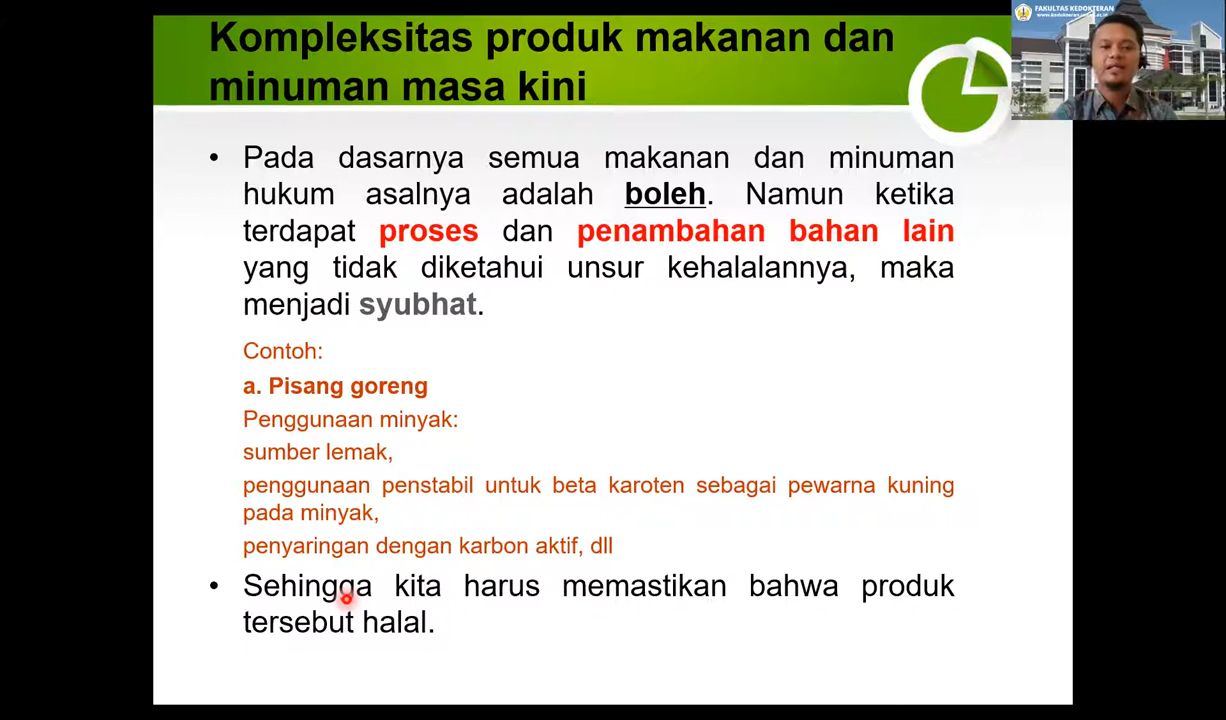 Kompleksitas produk makanan dan
minuman masa kini
FAKULTAS KEDOKTERAN
• Pada dasarnya semua makanan dan minuman
hukum asalnya adalah boleh. Namun ketika
terdapat proses dan penambahan bahan lain
yang tidak diketahui unsur kehalalannya, maka
menjadi syubhat.
Contoh:
a. Pisang goreng
Penggunaan minyak:
sumber lemak,
penggunaan penstabil untuk beta karoten sebagai pewarna kuning
pada minyak,
penyaringan dengan karbon aktif, dll
• Sehingga kita harus memastikan bahwa produk
tersebut halal.